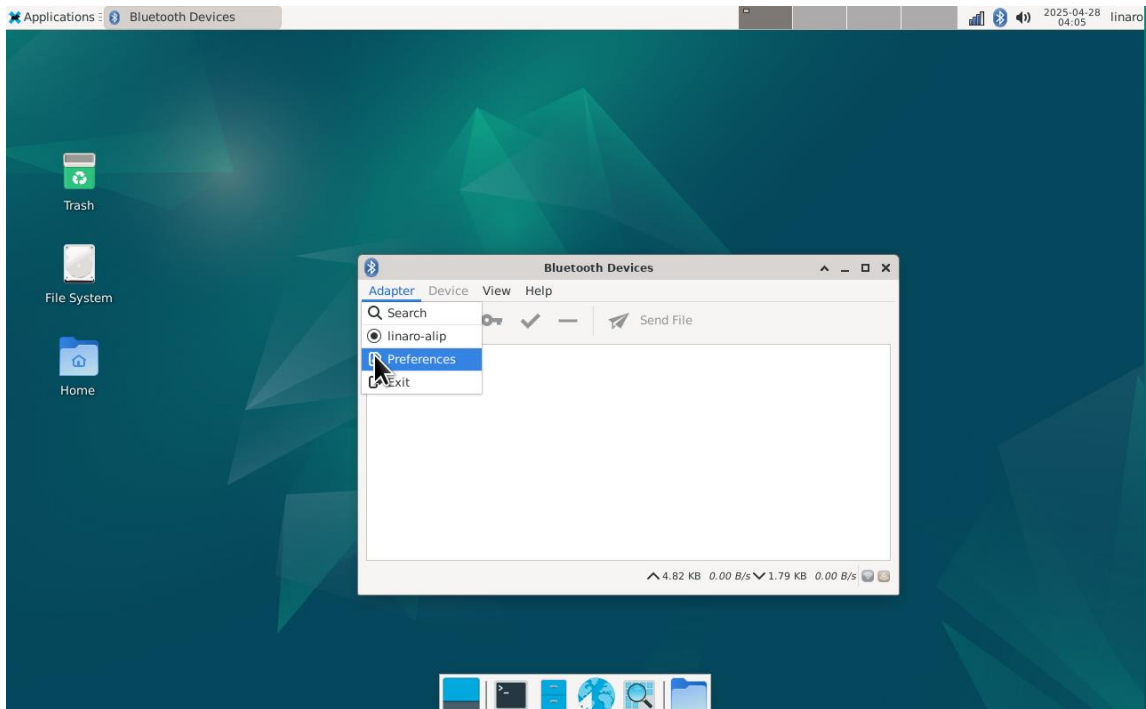 Applications Bluetooth Devices 2025-04-28 linaro
04:05
Trash
File System
Home
Bluetooth Devices
Adapter Device View Help
Search
linaro-alip
Send File
Preferences
Exit
4.82 KB 0.00 B/s 1.79 KB 0.00 B/s